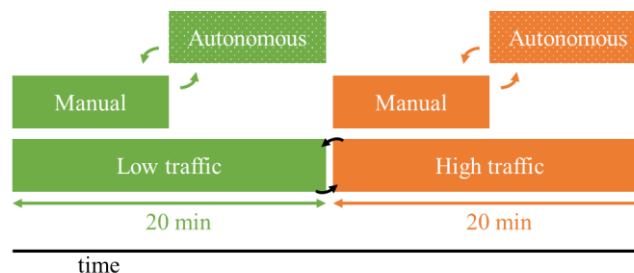 Autonomous
Autonomous
Manual
Manual
Low traffic
High traffic
20 min
20 min
time